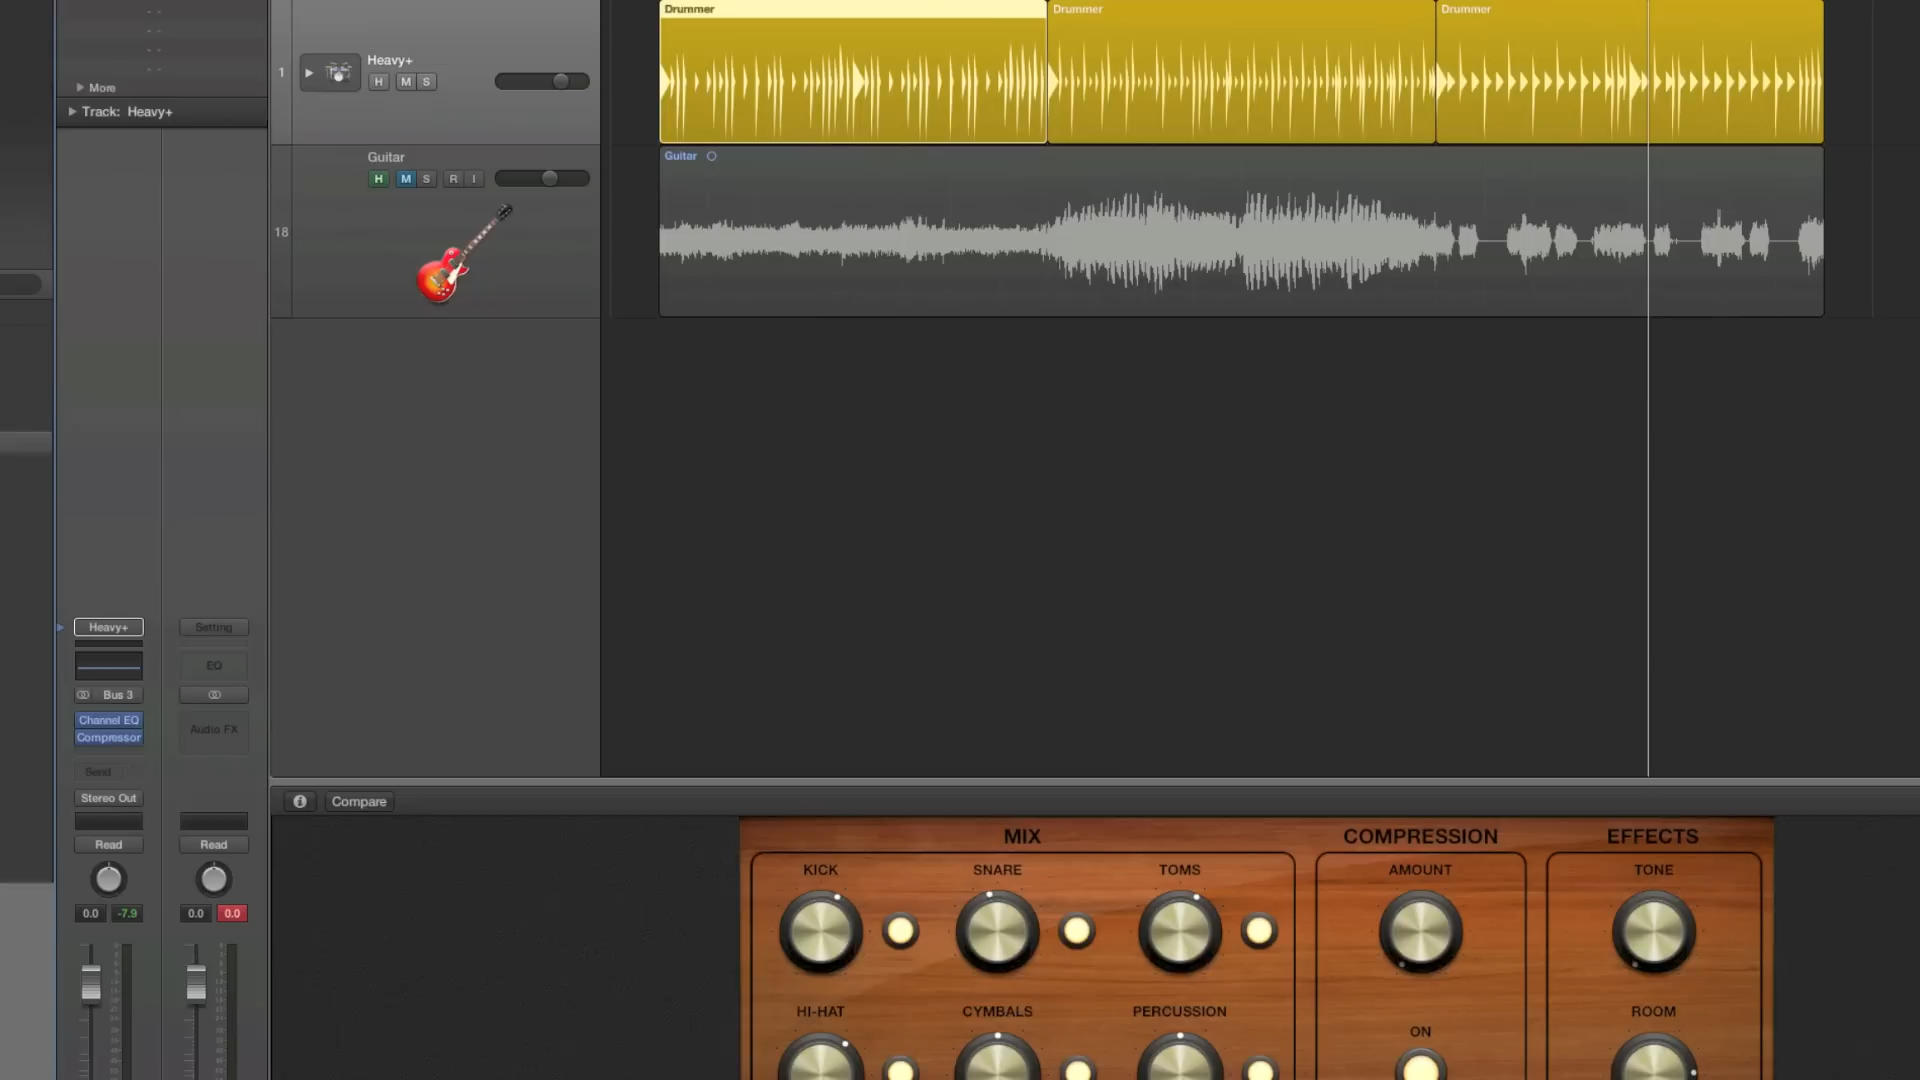 Drummer
Drummer
Drummer
More
Track: Heavy+
1
Heavy+
H M S
Guitar
H M S R I
18
Guitar
Heavy+
Setting
EQ
Bus 3
Channel EQ
Compressor
Audio FX
Send
Stereo Out
Read
Read
0.0 -7.9
0.0 0.0
Compare
MIX
COMPRESSION
EFFECTS
KICK
SNARE
TOMS
AMOUNT
TONE
HI-HAT
CYMBALS
PERCUSSION
ON
ROOM